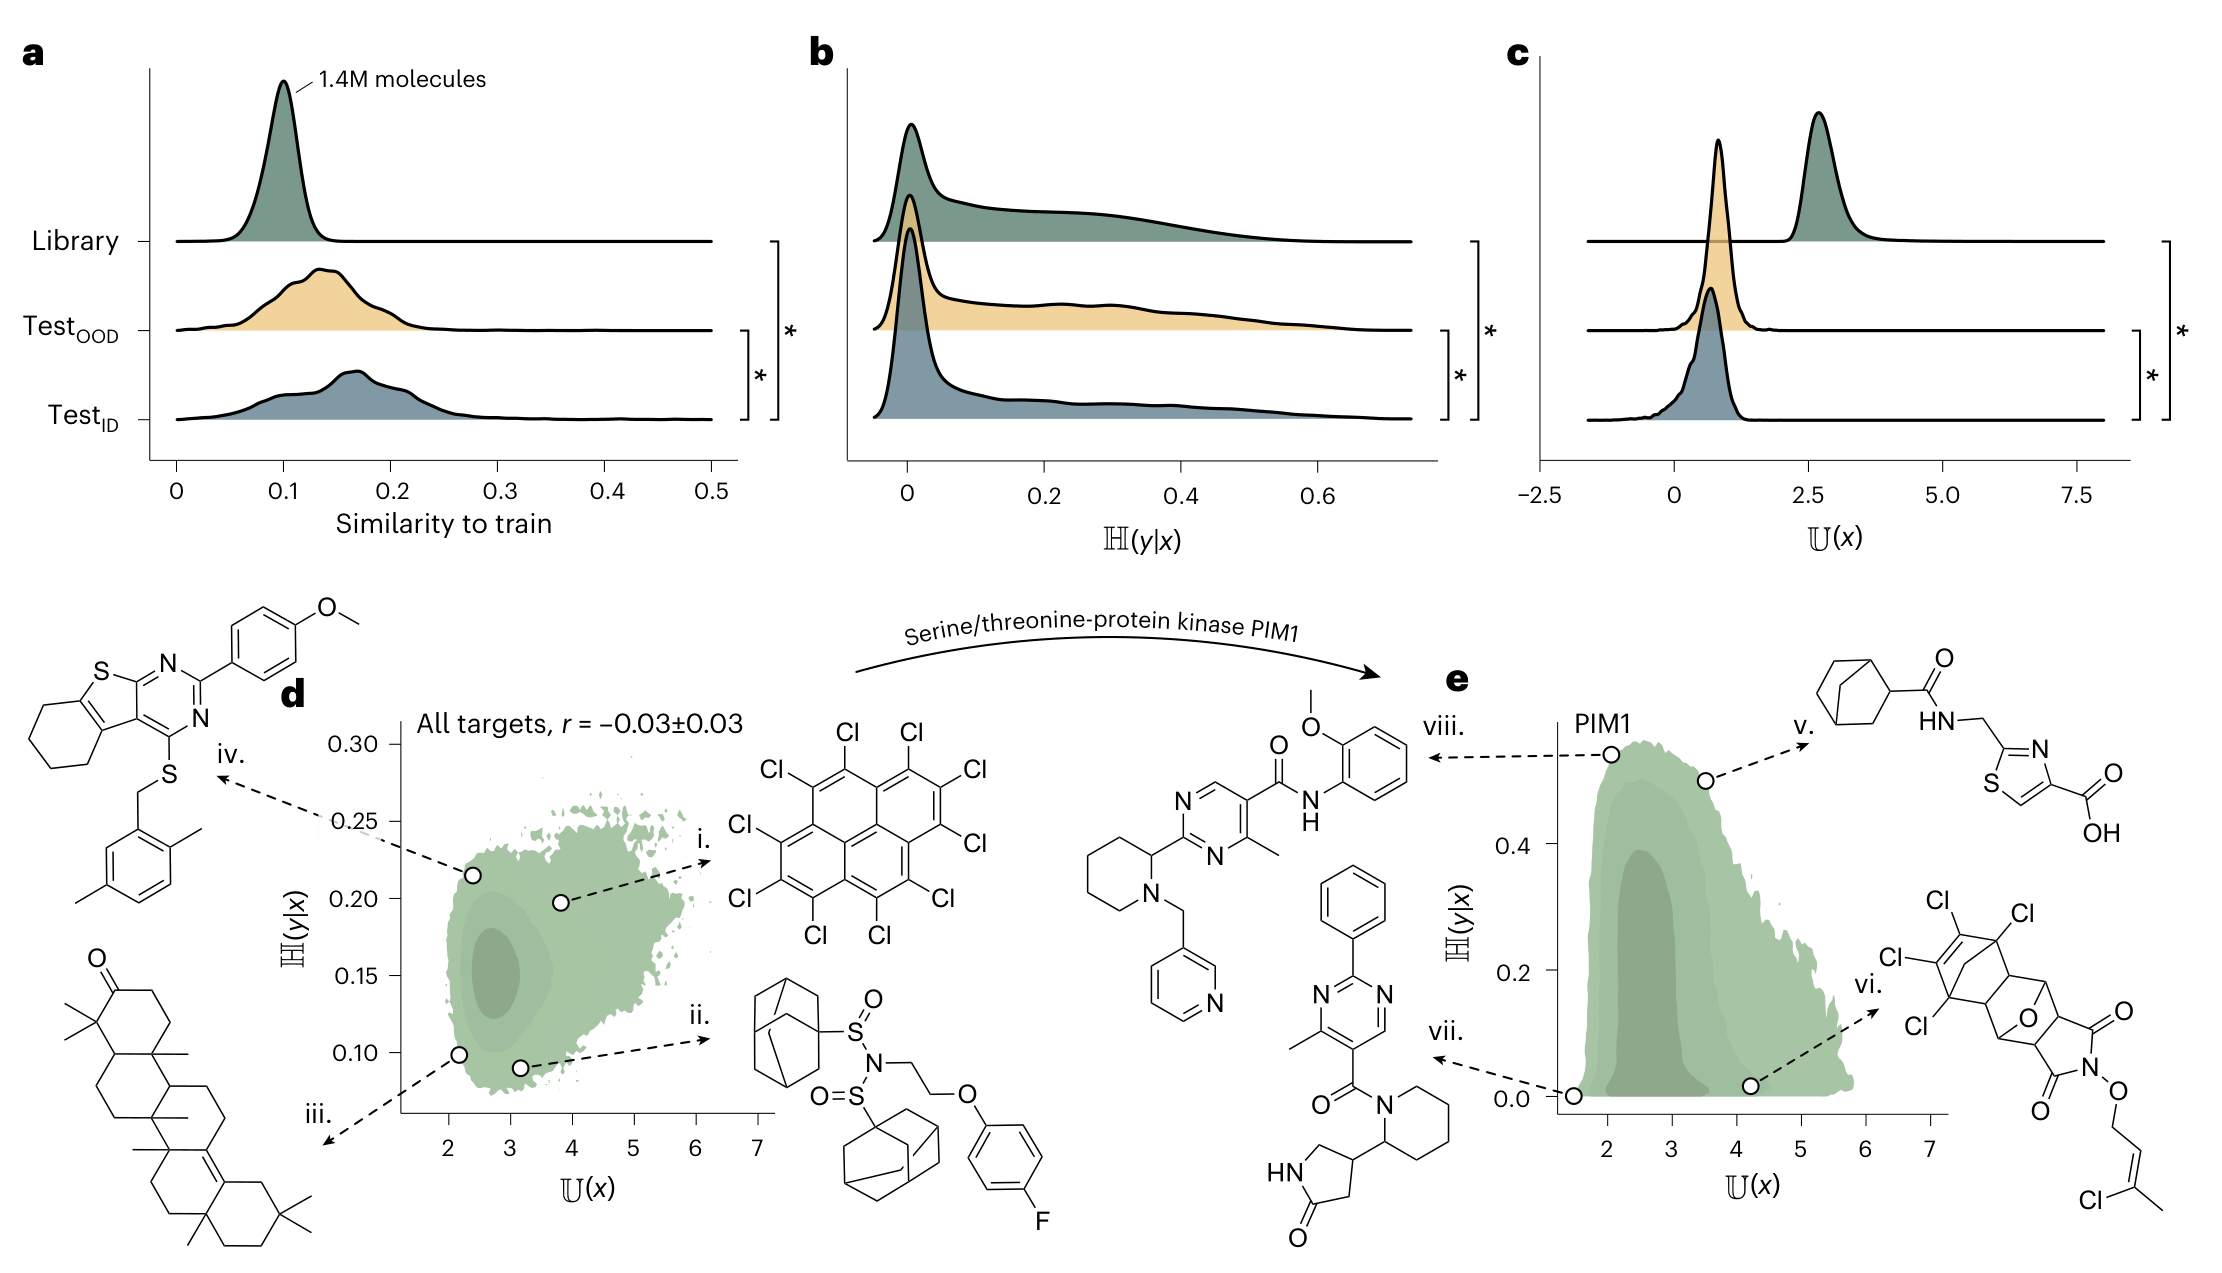 a
1.4M molecules
Library
TestOOD
TestID
*
*
0 0.1 0.2 0.3 0.4 0.5
Similarity to train
b
*
*
0 0.2 0.4 0.6
ℍ(y|x)
c
*
*
−2.5 0 2.5 5.0 7.5
𝕌(x)
Serine/threonine-protein kinase PIM1
d
All targets, r = −0.03±0.03
0.30
0.25
0.20
0.15
0.10
ℍ(y|x)
2 3 4 5 6 7
𝕌(x)
iv.
S
N
N
S
O
iii.
O
i.
Cl
Cl
Cl
Cl
Cl
Cl
Cl
Cl
Cl
Cl
ii.
O
S
N
O
S
O
F
e
PIM1
0.4
0.2
0.0
ℍ(y|x)
2 3 4 5 6 7
𝕌(x)
viii.
O
O
N
H
N
N
N
N
vii.
N
N
O
N
HN
O
v.
O
HN
N
S
O
OH
vi.
Cl
Cl
Cl
Cl
O
O
N
O
O
Cl